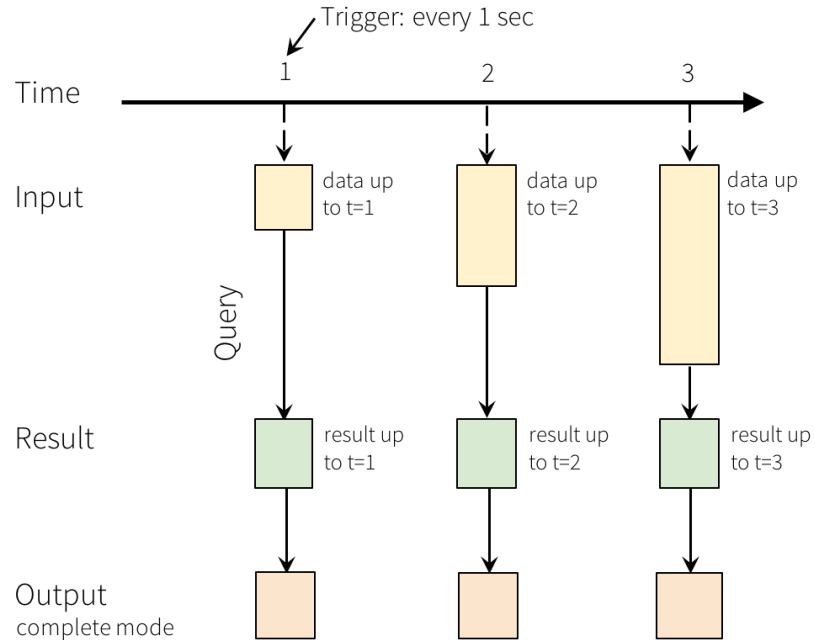 Trigger: every 1 sec
1
2
3
Time
Input
data up
to t=1
data up
to t=2
data up
to t=3
Query
Result
result up
to t=1
result up
to t=2
result up
to t=3
Output
complete mode